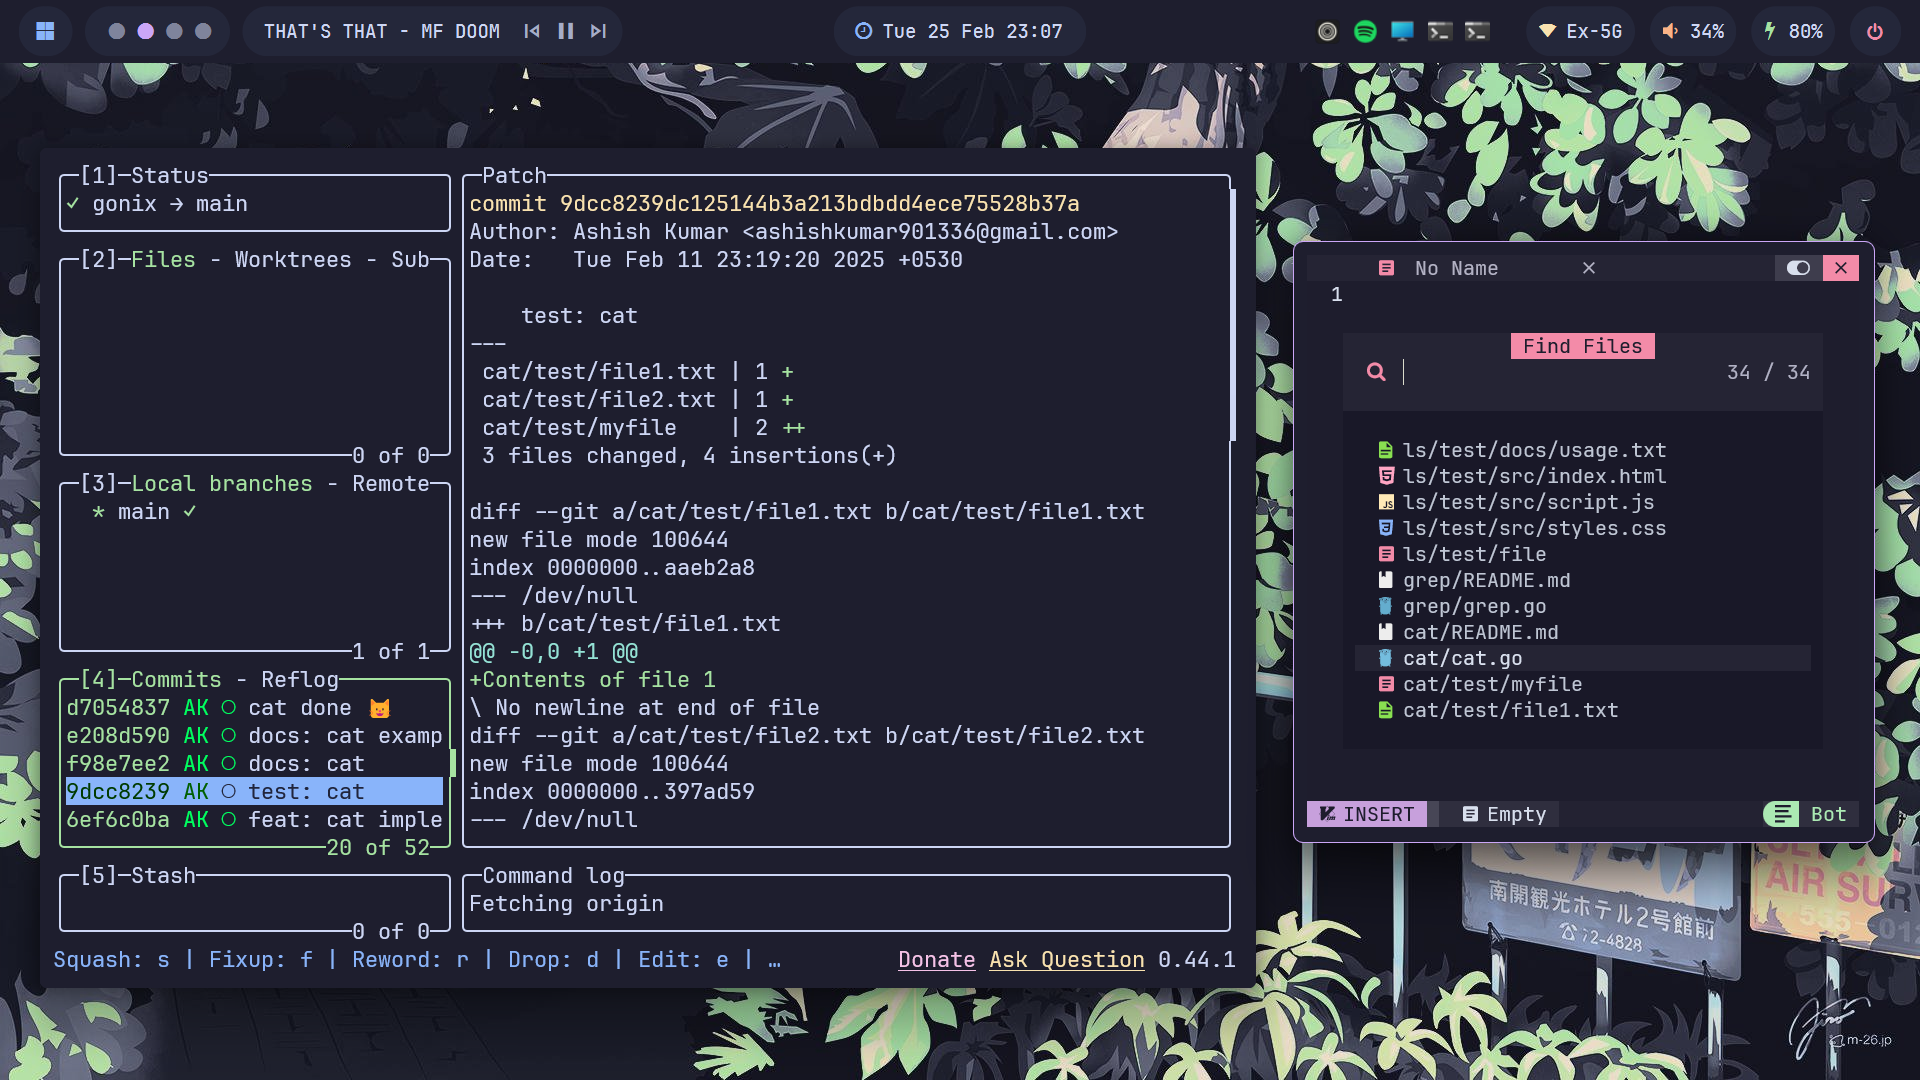 THAT'S THAT - MF DOOM
Tue 25 Feb 23:07
Ex-5G
34%
80%
[1]─Status
✓ gonix → main
[2]─Files - Worktrees - Sub
0 of 0
[3]─Local branches - Remote
* main ✓
1 of 1
[4]─Commits - Reflog
d7054837 AK ○ cat done 😺
e208d590 AK ○ docs: cat examp
f98e7ee2 AK ○ docs: cat
9dcc8239 AK ○ test: cat
6ef6c0ba AK ○ feat: cat imple
20 of 52
[5]─Stash
0 of 0
Patch
commit 9dcc8239dc125144b3a213bdbdd4ece75528b37a
Author: Ashish Kumar <ashishkumar901336@gmail.com>
Date:   Tue Feb 11 23:19:20 2025 +0530
test: cat
---
cat/test/file1.txt | 1 +
cat/test/file2.txt | 1 +
cat/test/myfile    | 2 ++
3 files changed, 4 insertions(+)
diff --git a/cat/test/file1.txt b/cat/test/file1.txt
new file mode 100644
index 0000000..aaeb2a8
--- /dev/null
+++ b/cat/test/file1.txt
@@ -0,0 +1 @@
+Contents of file 1
\ No newline at end of file
diff --git a/cat/test/file2.txt b/cat/test/file2.txt
new file mode 100644
index 0000000..397ad59
--- /dev/null
Command log
Fetching origin
Squash: s | Fixup: f | Reword: r | Drop: d | Edit: e | …
Donate Ask Question 0.44.1
No Name
1
Find Files
34 / 34
ls/test/docs/usage.txt
ls/test/src/index.html
ls/test/src/script.js
ls/test/src/styles.css
ls/test/file
grep/README.md
grep/grep.go
cat/README.md
cat/cat.go
cat/test/myfile
cat/test/file1.txt
INSERT
Empty
Bot
南開観光ホテル2号館前
72-4828
AIR SU
555-012
m-26.jp